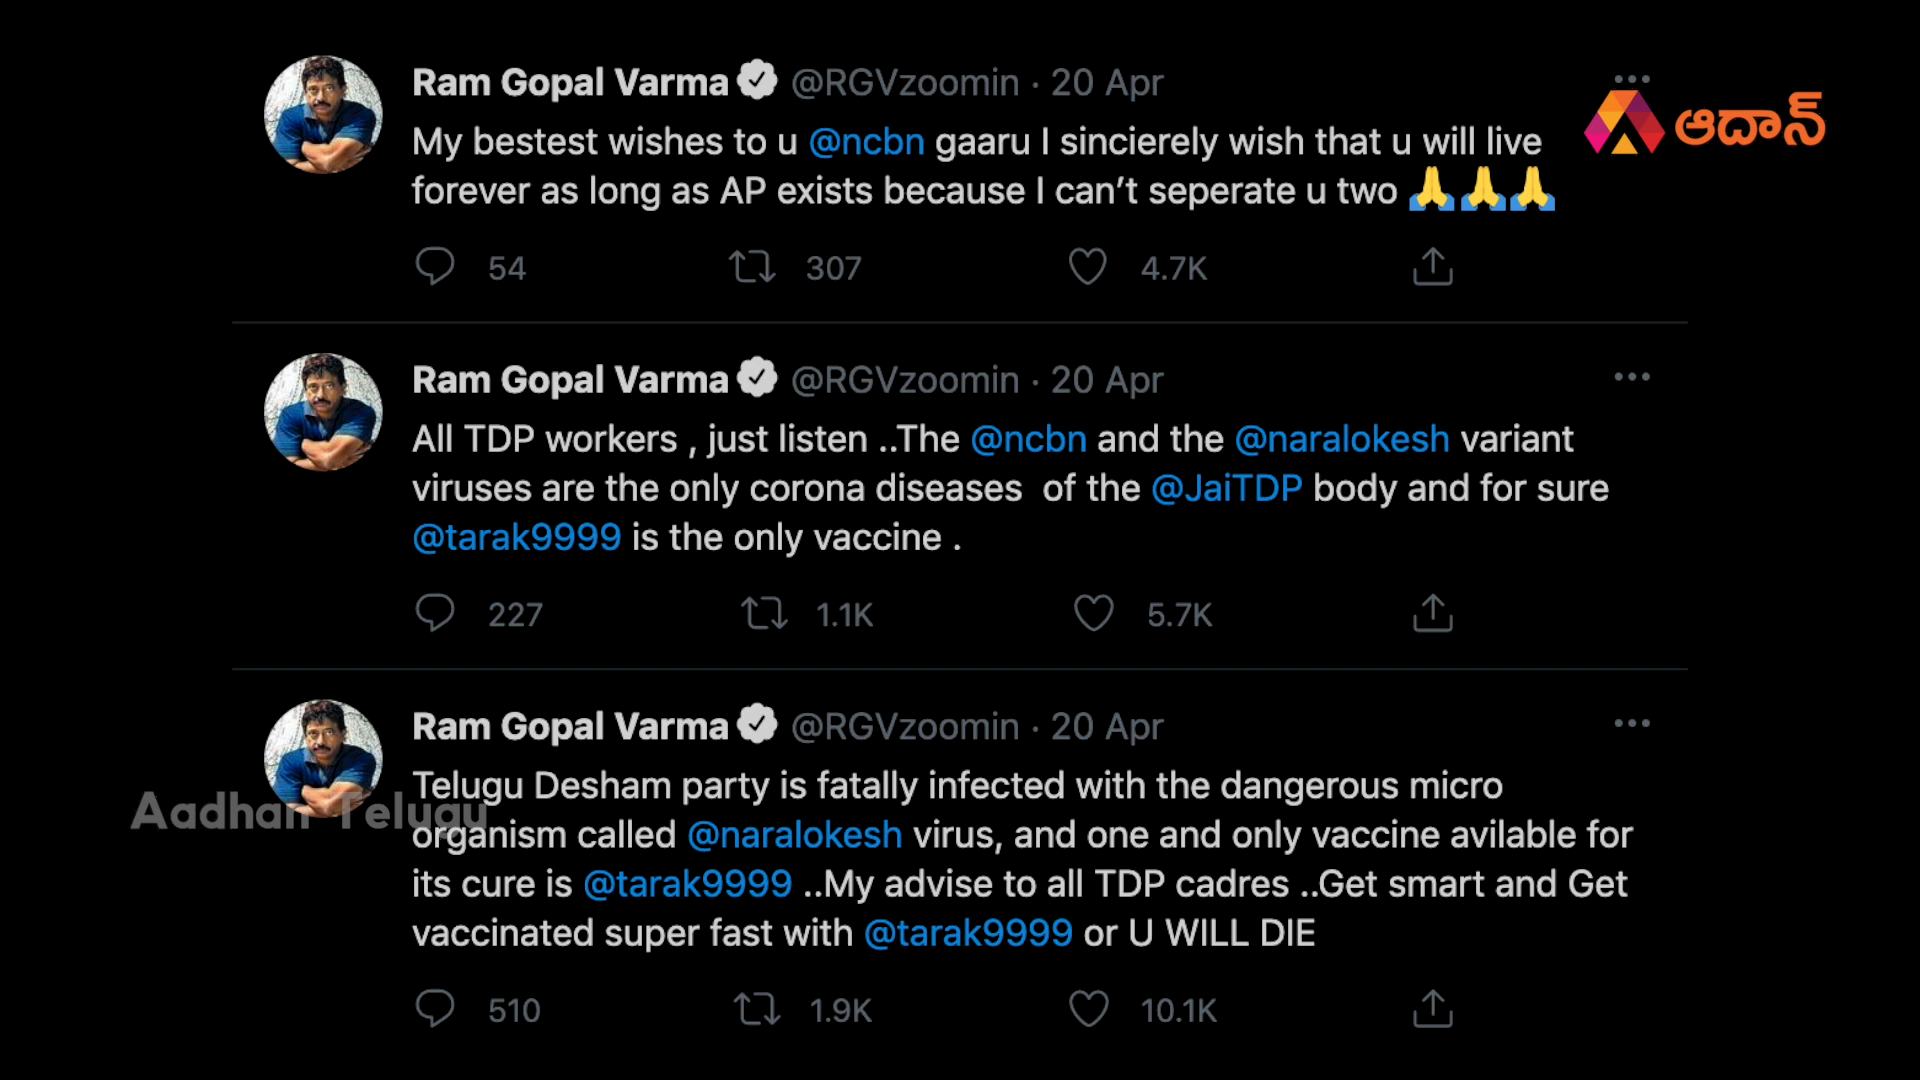 Ram Gopal Varma @RGVzoomin · 20 Apr
ఆదాన్
My bestest wishes to u @ncbn gaaru I sincierely wish that u will live
forever as long as AP exists because I can't seperate u two 🙏🙏🙏
54 307 4.7K
Ram Gopal Varma @RGVzoomin · 20 Apr
All TDP workers , just listen ..The @ncbn and the @naralokesh variant
viruses are the only corona diseases  of the @JaiTDP body and for sure
@tarak9999 is the only vaccine .
227 1.1K 5.7K
Ram Gopal Varma @RGVzoomin · 20 Apr
Telugu Desham party is fatally infected with the dangerous micro
Aadhan Telugu
organism called @naralokesh virus, and one and only vaccine avilable for
its cure is @tarak9999 ..My advise to all TDP cadres ..Get smart and Get
vaccinated super fast with @tarak9999 or U WILL DIE
510 1.9K 10.1K